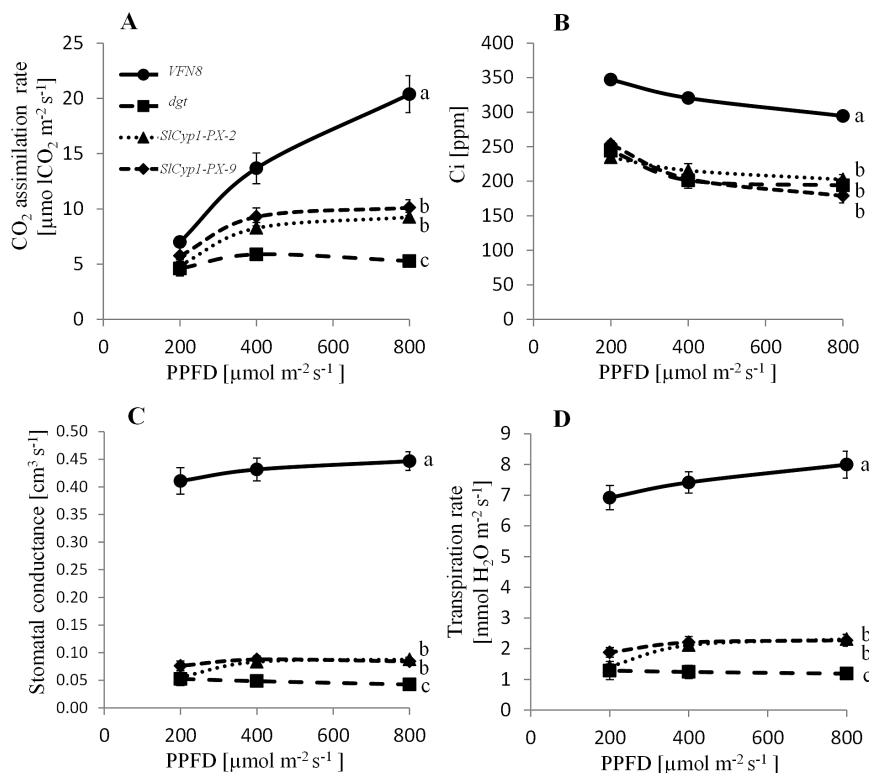 A
CO2 assimilation rate
[µmo lCO2 m-2 s-1]
25
20
15
10
5
0
VFN8
dgt
SlCyp1-PX-2
SlCyp1-PX-9
a
b
b
c
0
200
400
600
800
PPFD [µmol m-2 s-1 ]
B
Ci [ppm]
400
350
300
250
200
150
100
50
0
a
b
b
b
0
200
400
600
800
PPFD [µmol m-2 s-1 ]
C
Stomatal conductance [cm3 s-1]
0.50
0.45
0.40
0.35
0.30
0.25
0.20
0.15
0.10
0.05
0.00
a
b
b
c
0
200
400
600
800
PPFD [µmol m-2 s-1 ]
D
Transpiration rate
[mmol H2O m-2 s-1]
9
8
7
6
5
4
3
2
1
0
a
b
b
c
0
200
400
600
800
PPFD [µmol m-2 s-1 ]